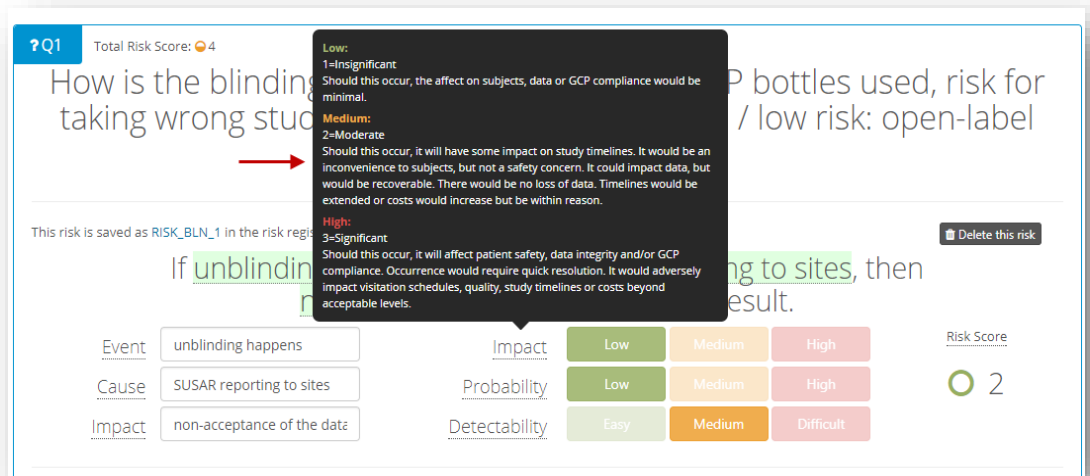 ?Q1 Total Risk Score: 4
How is the blinding P bottles used, risk for
taking wrong stud / low risk: open-label
Low:
1=Insignificant
Should this occur, the affect on subjects, data or GCP compliance would be
minimal.
Medium:
2=Moderate
Should this occur, it will have some impact on study timelines. It would be an
inconvenience to subjects, but not a safety concern. It could impact data, but
would be recoverable. There would be no loss of data. Timelines would be
extended or costs would increase but be within reason.
High:
3=Significant
Should this occur, it will affect patient safety, data integrity and/or GCP
compliance. Occurrence would require quick resolution. It would adversely
impact visitation schedules, quality, study timelines or costs beyond
acceptable levels.
This risk is saved as RISK_BLN_1 in the risk regis
Delete this risk
If unblindin ng to sites, then
n esult.
Event unblinding happens
Cause SUSAR reporting to sites
Impact non-acceptance of the data
Impact Low Medium High
Probability Low Medium High
Detectability Easy Medium Difficult
Risk Score
2